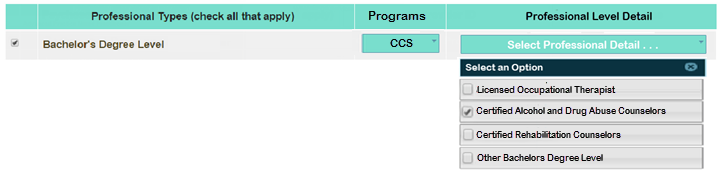 Professional Types (check all that apply) Programs Professional Level Detail
Bachelor's Degree Level CCS Select Professional Detail . . .
Select an Option
Licensed Occupational Therapist
Certified Alcohol and Drug Abuse Counselors
Certified Rehabilitation Counselors
Other Bachelors Degree Level